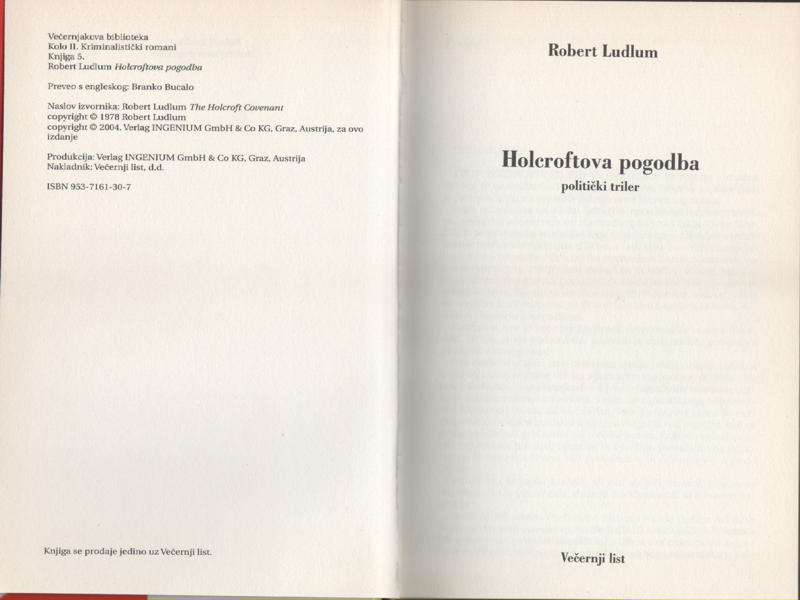 Večernjakova biblioteka
Kolo II. Kriminalistički romani
Knjiga 5.
Robert Ludlum Holcroftova pogodba
Preveo s engleskog: Branko Bucalo
Naslov izvornika: Robert Ludlum The Holcroft Covenant
copyright © 1978 Robert Ludlum
copyright © 2004. Verlag INGENIUM GmbH & Co KG, Graz, Austrija, za ovo
izdanje
Produkcija: Verlag INGENIUM GmbH & Co KG, Graz, Austrija
Nakladnik: Večernji list, d.d.
ISBN 953-7161-30-7
Knjiga se prodaje jedino uz Večernji list.
Robert Ludlum
Holcroftova pogodba
politički triler
Večernji list